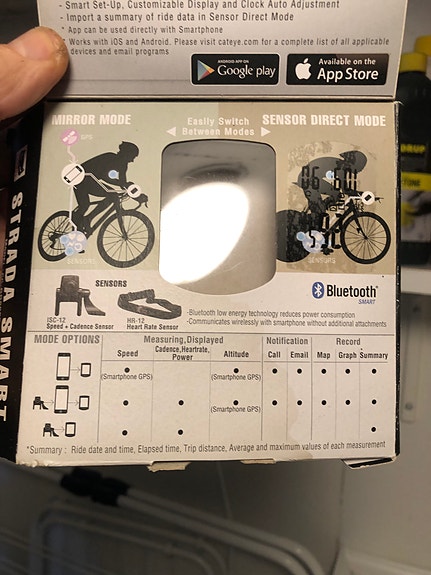 - Smart Set-Up, Customizable Display and Clock Auto Adjustment
- Import a summary of ride data in Sensor Direct Mode
* App can be used directly with Smartphone
* Works with iOS and Android. Please visit cateye.com for a complete list of all applicable
devices and email programs
ANDROID APP ON
Google play
Available on the
App Store
MIRROR MODE
Easily Switch
Between Modes
SENSOR DIRECT MODE
GPS
SENSORS
SENSORS
STRADA SMART
SENSORS
ISC-12
Speed + Cadence Sensor
HR-12
Heart Rate Sensor
Bluetooth
SMART
-Bluetooth low energy technology reduces power consumption
-Communicates wirelessly with smartphone without additional attachments
MODE OPTIONS
Measuring,Displayed
Notification
Record
Speed
Cadence,Heartrate,
Power
Altitude
Call
Email
Map
Graph
Summary
(Smartphone GPS)
(Smartphone GPS)
(Smartphone GPS)
*Summary : Ride date and time, Elapsed time, Trip distance, Average and maximum values of each measurement